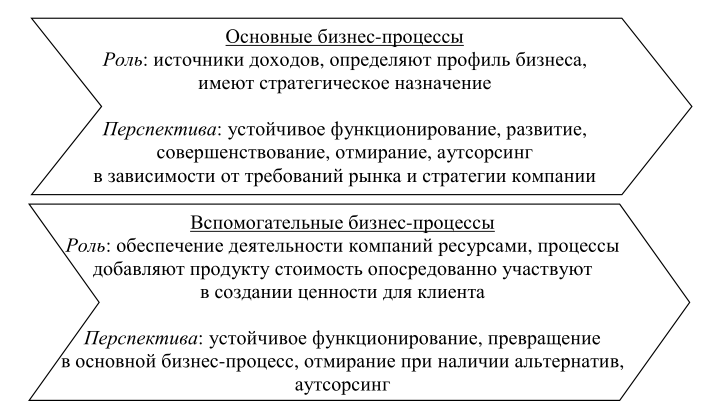 Основные бизнес-процессы
Роль: источники доходов, определяют профиль бизнеса,
имеют стратегическое назначение
Перспектива: устойчивое функционирование, развитие,
совершенствование, отмирание, аутсорсинг
в зависимости от требований рынка и стратегии компании
Вспомогательные бизнес-процессы
Роль: обеспечение деятельности компаний ресурсами, процессы
добавляют продукту стоимость опосредованно участвуют
в создании ценности для клиента
Перспектива: устойчивое функционирование, превращение
в основной бизнес-процесс, отмирание при наличии альтернатив,
аутсорсинг